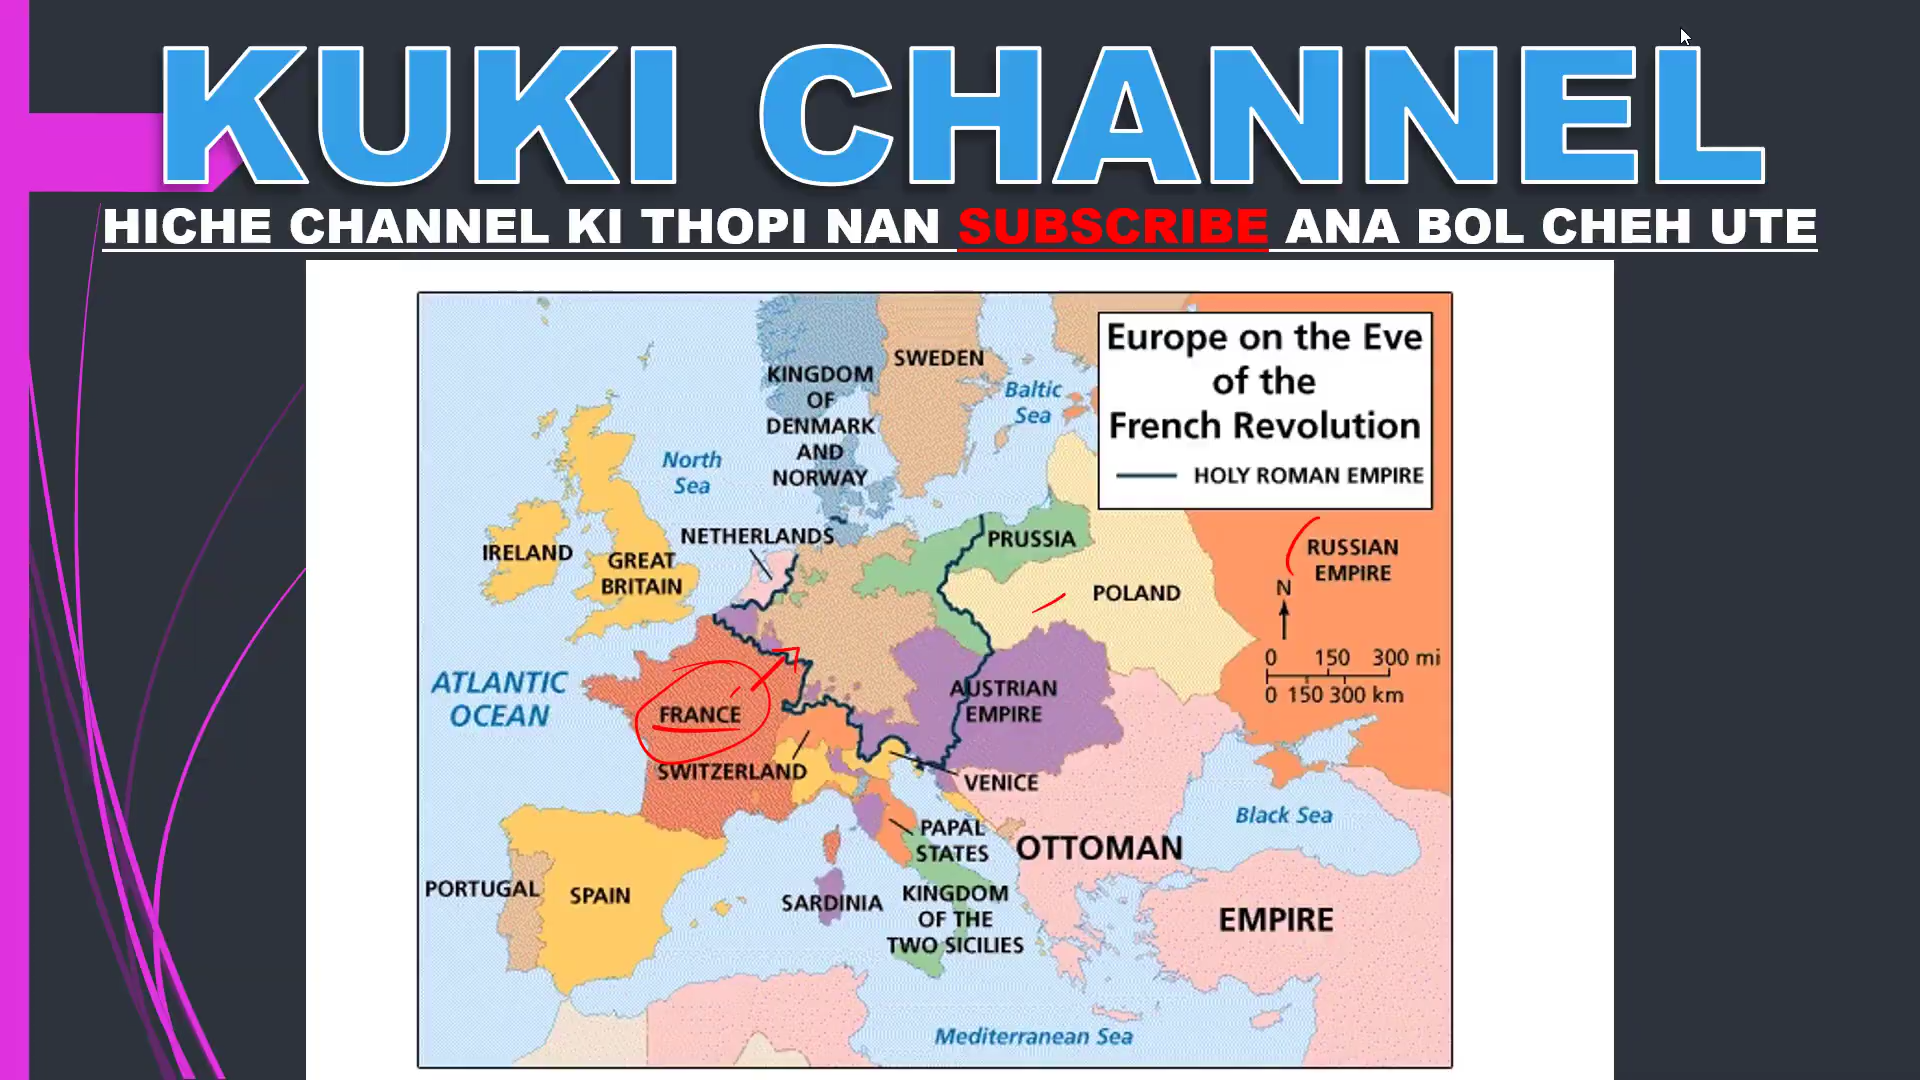 KUKI CHANNEL
HICHE CHANNEL KI THOPI NAN SUBSCRIBE ANA BOL CHEH UTE
Europe on the Eve
of the
French Revolution
HOLY ROMAN EMPIRE
SWEDEN
KINGDOM
OF
DENMARK
AND
NORWAY
Baltic
Sea
North
Sea
NETHERLANDS
PRUSSIA
RUSSIAN
EMPIRE
IRELAND
GREAT
BRITAIN
POLAND
N
0 150 300 mi
0 150 300 km
ATLANTIC
OCEAN
FRANCE
AUSTRIAN
EMPIRE
SWITZERLAND
VENICE
Black Sea
PAPAL
STATES
OTTOMAN
EMPIRE
PORTUGAL
SPAIN
SARDINIA
KINGDOM
OF THE
TWO SICILIES
Mediterranean Sea